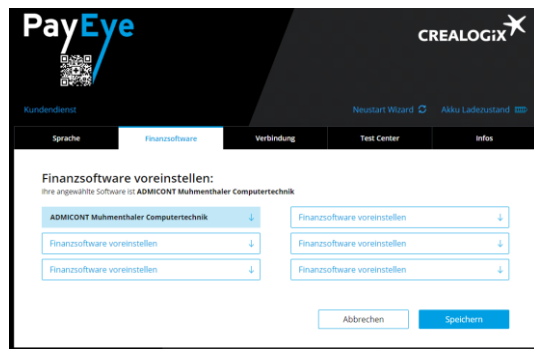 PayEye
CREALOGIX
Kundendienst
Neustart Wizard
Akku Ladezustand
Sprache
Finanzsoftware
Verbindung
Test Center
Infos
Finanzsoftware voreinstellen:
Ihre angewählte Software ist ADMICONT Muhmenthaler Computertechnik
ADMICONT Muhmenthaler Computertechnik
Finanzsoftware voreinstellen
Finanzsoftware voreinstellen
Finanzsoftware voreinstellen
Finanzsoftware voreinstellen
Finanzsoftware voreinstellen
Abbrechen
Speichern